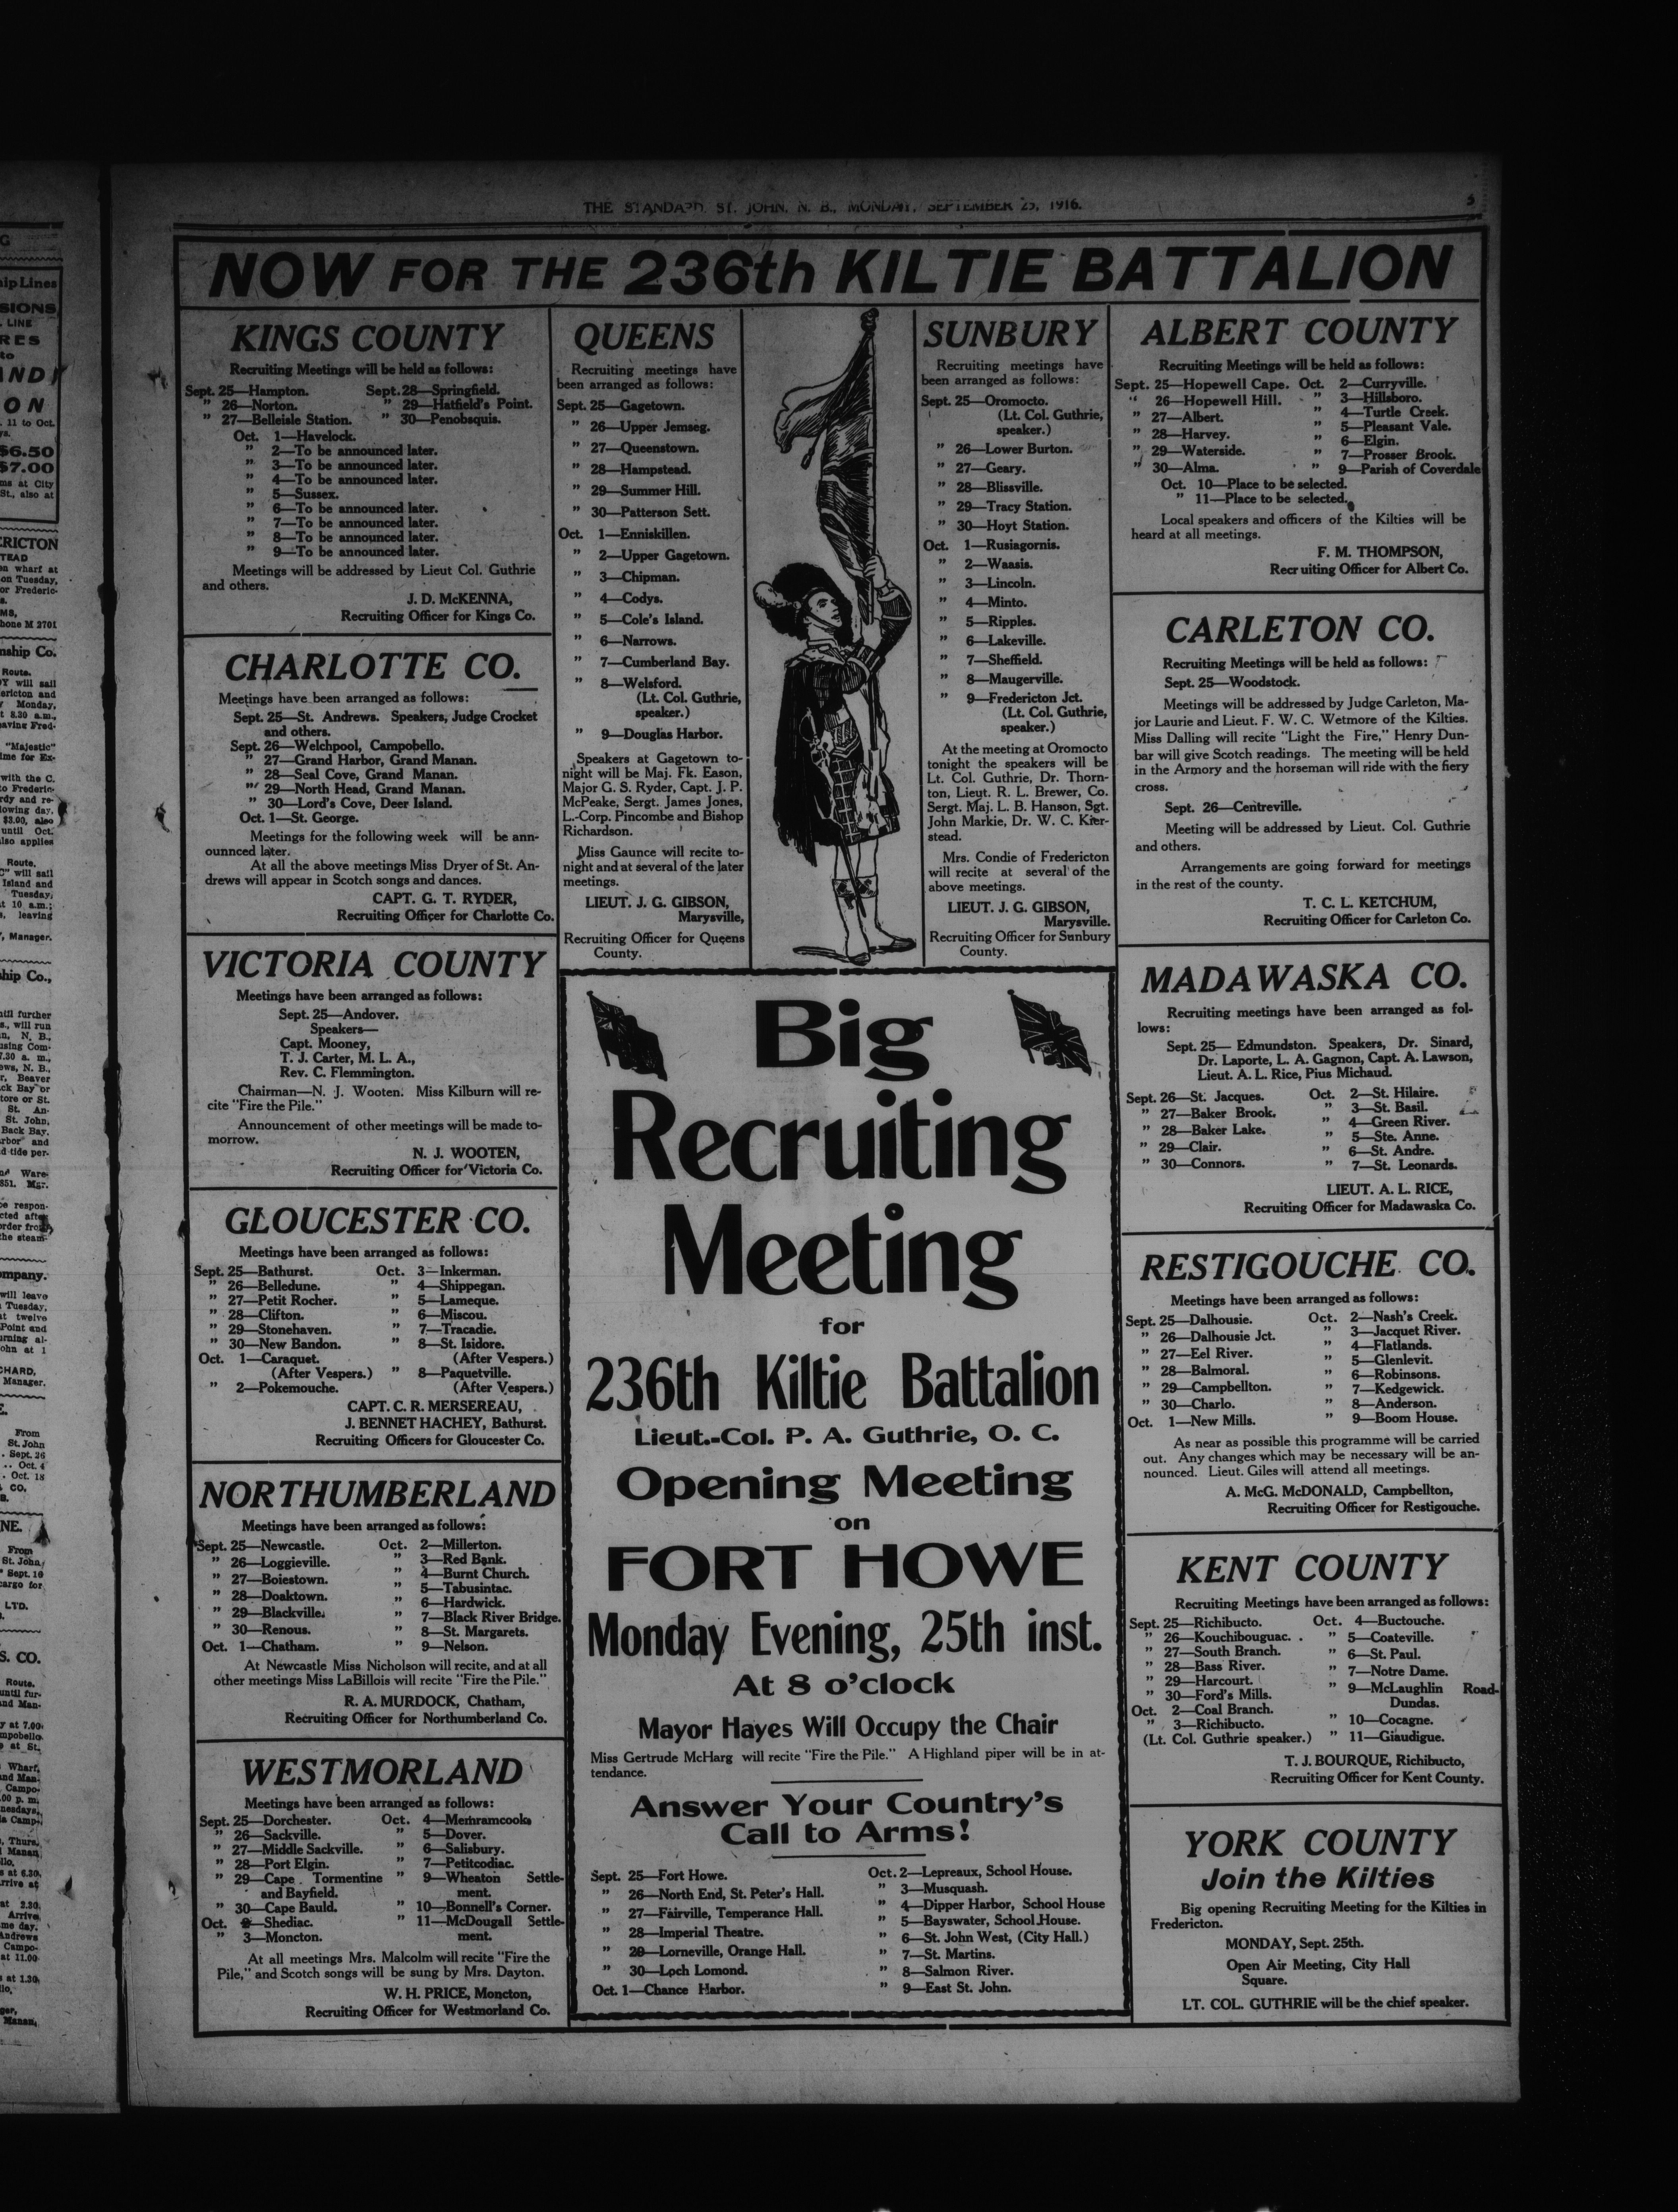 THE STANDARD, ST. JOHN, N. B., MONDAY, SEPTEMBER 25, 1916.
5
NOW FOR THE 236th KILTIE BATTALION
KINGS COUNTY
Recruiting Meetings will be held as follows:
Sept. 25—Hampton. Sept. 28—Springfield.
" 26—Norton. " 29—Hatfield's Point.
" 27—Belleisle Station. " 30—Penobsquis.
Oct. 1—Havelock.
" 2—To be announced later.
" 3—To be announced later.
" 4—To be announced later.
" 5—Sussex.
" 6—To be announced later.
" 7—To be announced later.
" 8—To be announced later.
" 9—To be announced later.
Meetings will be addressed by Lieut Col. Guthrie
and others.
J. D. McKENNA,
Recruiting Officer for Kings Co.
CHARLOTTE CO.
Meetings have been arranged as follows:
Sept. 25—St. Andrews. Speakers, Judge Crocket
and others.
Sept. 26—Welchpool, Campobello.
" 27—Grand Harbor, Grand Manan.
" 28—Seal Cove, Grand Manan.
" 29—North Head, Grand Manan.
" 30—Lord's Cove, Deer Island.
Oct. 1—St. George.
Meetings for the following week will be ann-
ounnced later.
At all the above meetings Miss Dryer of St. An-
drews will appear in Scotch songs and dances.
CAPT. G. T. RYDER,
Recruiting Officer for Charlotte Co.
VICTORIA COUNTY
Meetings have been arranged as follows:
Sept. 25—Andover.
Speakers—
Capt. Mooney,
T. J. Carter, M. L. A.,
Rev. C. Flemmington.
Chairman—N. J. Wooten. Miss Kilburn will re-
cite "Fire the Pile."
Announcement of other meetings will be made to-
morrow.
N. J. WOOTEN,
Recruiting Officer for Victoria Co.
GLOUCESTER CO.
Meetings have been arranged as follows:
Sept. 25—Bathurst. Oct. 3—Inkerman.
" 26—Belledune. " 4—Shippegan.
" 27—Petit Rocher. " 5—Lameque.
" 28—Clifton. " 6—Miscou.
" 29—Stonehaven. " 7—Tracadie.
" 30—New Bandon. " 8—St. Isidore.
Oct. 1—Caraquet. (After Vespers.)
(After Vespers.) " 8—Paquetville.
" 2—Pokemouche. (After Vespers.)
CAPT. C. R. MERSEREAU,
J. BENNET HACHEY, Bathurst.
Recruiting Officers for Gloucester Co.
NORTHUMBERLAND
Meetings have been arranged as follows:
Sept. 25—Newcastle. Oct. 2—Millerton.
" 26—Loggieville. " 3—Red Bank.
" 27—Boiestown. " 4—Burnt Church.
" 28—Doaktown. " 5—Tabusintac.
" 29—Blackville. " 6—Hardwick.
" 30—Renous. " 7—Black River Bridge.
Oct. 1—Chatham. " 8—St. Margarets.
" 9—Nelson.
At Newcastle Miss Nicholson will recite, and at all
other meetings Miss LaBillois will recite "Fire the Pile."
R. A. MURDOCK, Chatham,
Recruiting Officer for Northumberland Co.
WESTMORLAND
Meetings have been arranged as follows:
Sept. 25—Dorchester. Oct. 4—Memramcook.
" 26—Sackville. " 5—Dover.
" 27—Middle Sackville. " 6—Salisbury.
" 28—Port Elgin. " 7—Petitcodiac.
" 29—Cape Tormentine " 9—Wheaton Settle-
and Bayfield. ment.
" 30—Cape Bauld. " 10—Bonnell's Corner.
Oct. 2—Shediac. " 11—McDougall Settle-
" 3—Moncton. ment.
At all meetings Mrs. Malcolm will recite "Fire the
Pile," and Scotch songs will be sung by Mrs. Dayton.
W. H. PRICE, Moncton,
Recruiting Officer for Westmorland Co.
QUEENS
Recruiting meetings have
been arranged as follows:
Sept. 25—Gagetown.
" 26—Upper Jemseg.
" 27—Queenstown.
" 28—Hampstead.
" 29—Summer Hill.
" 30—Patterson Sett.
Oct. 1—Enniskillen.
" 2—Upper Gagetown.
" 3—Chipman.
" 4—Codys.
" 5—Cole's Island.
" 6—Narrows.
" 7—Cumberland Bay.
" 8—Welsford.
(Lt. Col. Guthrie,
speaker.)
" 9—Douglas Harbor.
Speakers at Gagetown to-
night will be Maj. Fk. Eason,
Major G. S. Ryder, Capt. J. P.
McPeake, Sergt. James Jones,
L.-Corp. Pincombe and Bishop
Richardson.
Miss Gaunce will recite to-
night and at several of the later
meetings.
LIEUT. J. G. GIBSON,
Marysville,
Recruiting Officer for Queens
County.
SUNBURY
Recruiting meetings have
been arranged as follows:
Sept. 25—Oromocto.
(Lt. Col. Guthrie,
speaker.)
" 26—Lower Burton.
" 27—Geary.
" 28—Blissville.
" 29—Tracy Station.
" 30—Hoyt Station.
Oct. 1—Rusiagornis.
" 2—Waasis.
" 3—Lincoln.
" 4—Minto.
" 5—Ripples.
" 6—Lakeville.
" 7—Sheffield.
" 8—Maugerville.
" 9—Fredericton Jct.
(Lt. Col. Guthrie,
speaker.)
At the meeting at Oromocto
tonight the speakers will be
Lt. Col. Guthrie, Dr. Thorn-
ton, Lieut. R. L. Brewer, Co.
Sergt. Maj. L. B. Hanson, Sgt.
John Markie, Dr. W. C. Kier-
stead.
Mrs. Condie of Fredericton
will recite at several of the
above meetings.
LIEUT. J. G. GIBSON,
Marysville.
Recruiting Officer for Sunbury
County.
Big
Recruiting
Meeting
for
236th Kiltie Battalion
Lieut.-Col. P. A. Guthrie, O. C.
Opening Meeting
on
FORT HOWE
Monday Evening, 25th inst.
At 8 o'clock
Mayor Hayes Will Occupy the Chair
Miss Gertrude McHarg will recite "Fire the Pile." A Highland piper will be in at-
tendance.
Answer Your Country's
Call to Arms!
Sept. 25—Fort Howe. Oct. 2—Lepreaux, School House.
" 26—North End, St. Peter's Hall. " 3—Musquash.
" 27—Fairville, Temperance Hall. " 4—Dipper Harbor, School House
" 28—Imperial Theatre. " 5—Bayswater, School House.
" 29—Lorneville, Orange Hall. " 6—St. John West, (City Hall.)
" 30—Loch Lomond. " 7—St. Martins.
Oct. 1—Chance Harbor. " 8—Salmon River.
" 9—East St. John.
ALBERT COUNTY
Recruiting Meetings will be held as follows:
Sept. 25—Hopewell Cape. Oct. 2—Curryville.
" 26—Hopewell Hill. " 3—Hillsboro.
" 27—Albert. " 4—Turtle Creek.
" 28—Harvey. " 5—Pleasant Vale.
" 29—Waterside. " 6—Elgin.
" 30—Alma. " 7—Prosser Brook.
" 9—Parish of Coverdale
Oct. 10—Place to be selected.
" 11—Place to be selected.
Local speakers and officers of the Kilties will be
heard at all meetings.
F. M. THOMPSON,
Recruiting Officer for Albert Co.
CARLETON CO.
Recruiting Meetings will be held as follows:
Sept. 25—Woodstock.
Meetings will be addressed by Judge Carleton, Ma-
jor Laurie and Lieut. F. W. C. Wetmore of the Kilties.
Miss Dalling will recite "Light the Fire," Henry Dun-
bar will give Scotch readings. The meeting will be held
in the Armory and the horseman will ride with the fiery
cross.
Sept. 26—Centreville.
Meeting will be addressed by Lieut. Col. Guthrie
and others.
Arrangements are going forward for meetings
in the rest of the county.
T. C. L. KETCHUM,
Recruiting Officer for Carleton Co.
MADAWASKA CO.
Recruiting meetings have been arranged as fol-
lows:
Sept. 25— Edmundston. Speakers, Dr. Sinard,
Dr. Laporte, L. A. Gagnon, Capt. A. Lawson,
Lieut. A. L. Rice, Pius Michaud.
Sept. 26—St. Jacques. Oct. 2—St. Hilaire.
" 27—Baker Brook. " 3—St. Basil.
" 28—Baker Lake. " 4—Green River.
" 29—Clair. " 5—Ste. Anne.
" 30—Connors. " 6—St. Andre.
" 7—St. Leonards.
LIEUT. A. L. RICE,
Recruiting Officer for Madawaska Co.
RESTIGOUCHE CO.
Meetings have been arranged as follows:
Sept. 25—Dalhousie. Oct. 2—Nash's Creek.
" 26—Dalhousie Jct. " 3—Jacquet River.
" 27—Eel River. " 4—Flatlands.
" 28—Balmoral. " 5—Glenlevit.
" 29—Campbellton. " 6—Robinsons.
" 30—Charlo. " 7—Kedgewick.
Oct. 1—New Mills. " 8—Anderson.
" 9—Boom House.
As near as possible this programme will be carried
out. Any changes which may be necessary will be an-
nounced. Lieut. Giles will attend all meetings.
A. McG. McDONALD, Campbellton,
Recruiting Officer for Restigouche.
KENT COUNTY
Recruiting Meetings have been arranged as follows:
Sept. 25—Richibucto. Oct. 4—Buctouche.
" 26—Kouchibouguac. " 5—Coateville.
" 27—South Branch. " 6—St. Paul.
" 28—Bass River. " 7—Notre Dame.
" 29—Harcourt. " 9—McLaughlin Road-
" 30—Ford's Mills. Dundas.
Oct. 2—Coal Branch. " 10—Cocagne.
" 3—Richibucto. " 11—Giaudigue.
(Lt. Col. Guthrie speaker.)
T. J. BOURQUE, Richibucto,
Recruiting Officer for Kent County.
YORK COUNTY
Join the Kilties
Big opening Recruiting Meeting for the Kilties in
Fredericton.
MONDAY, Sept. 25th.
Open Air Meeting, City Hall
Square.
LT. COL. GUTHRIE will be the chief speaker.